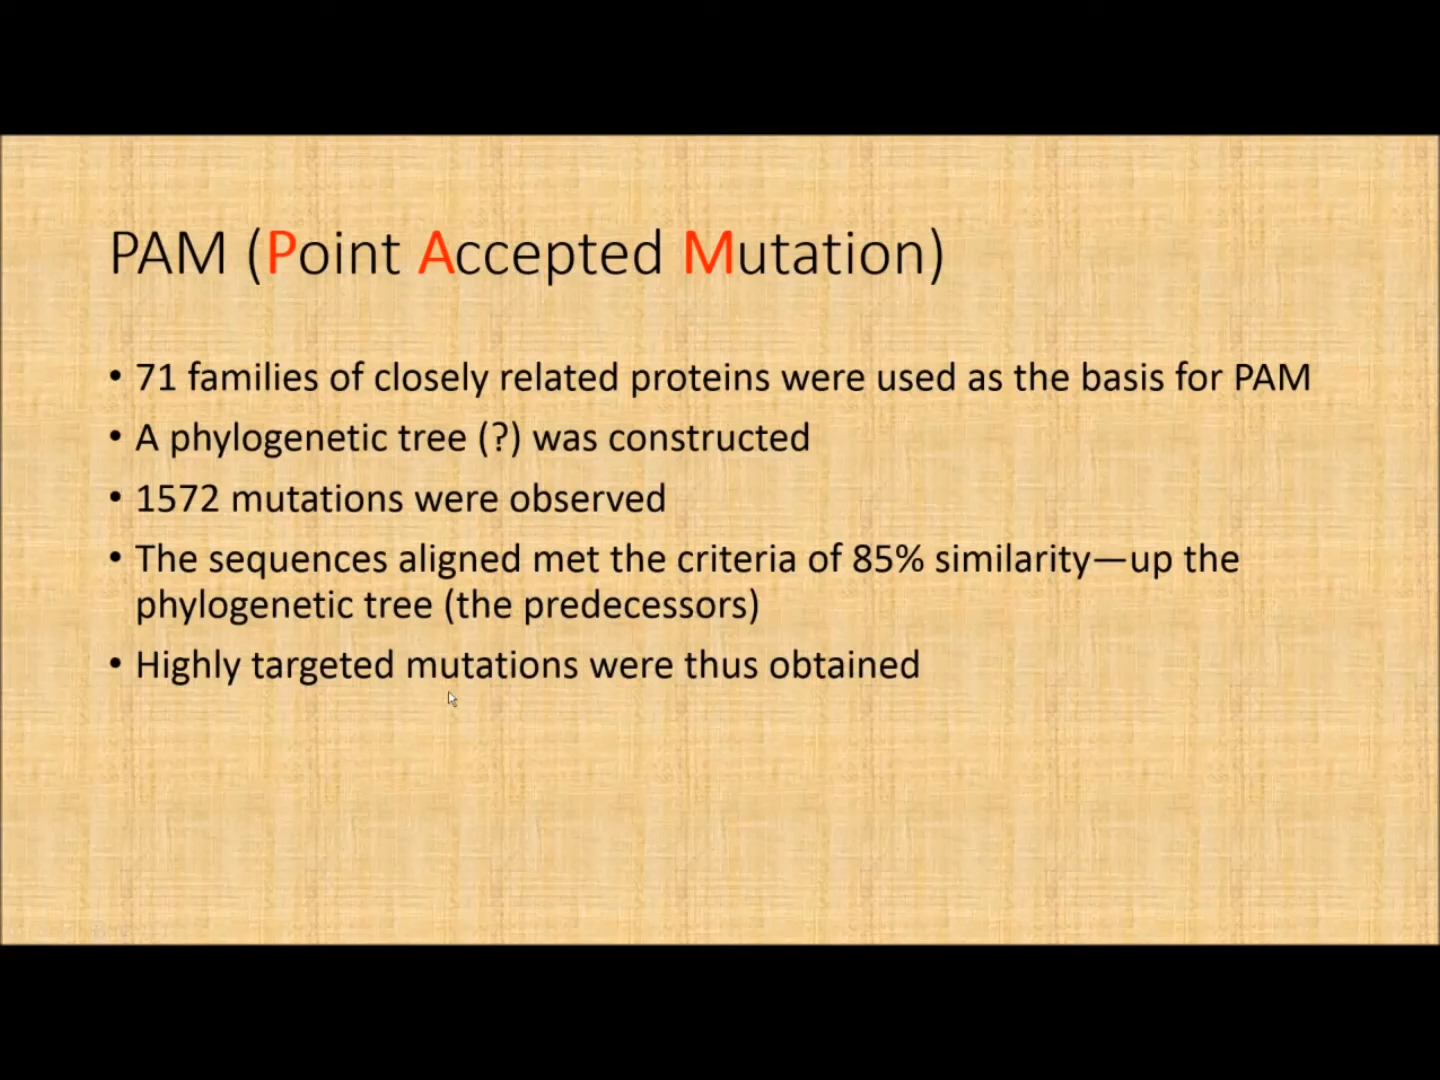 PAM (Point Accepted Mutation)
• 71 families of closely related proteins were used as the basis for PAM
• A phylogenetic tree (?) was constructed
• 1572 mutations were observed
• The sequences aligned met the criteria of 85% similarity—up the
phylogenetic tree (the predecessors)
• Highly targeted mutations were thus obtained